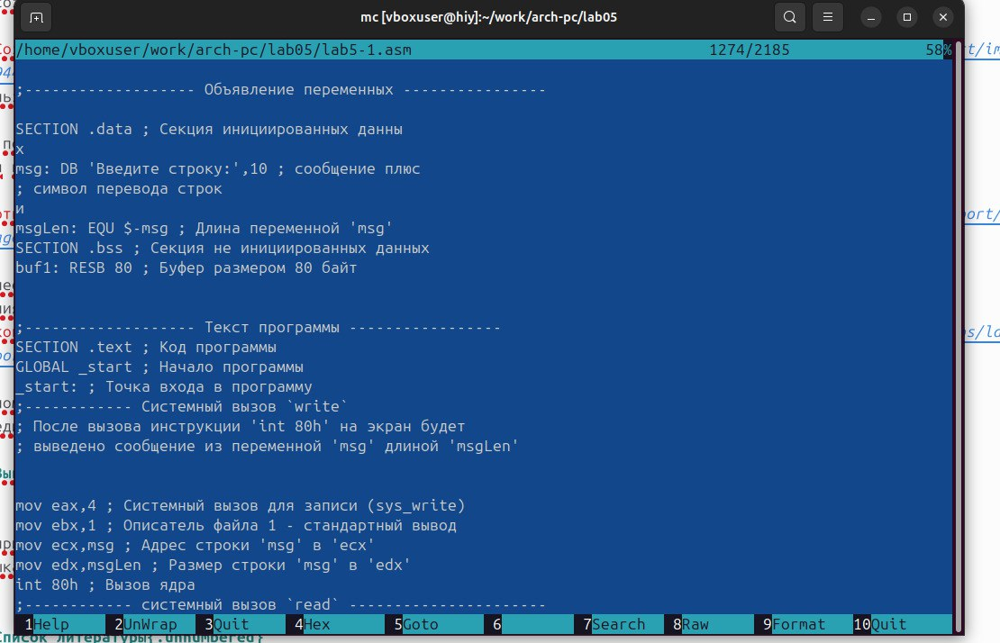 mc [vboxuser@hiy]:~/work/arch-pc/lab05
/home/vboxuser/work/arch-pc/lab05/lab5-1.asm 1274/2185 58%
;------------------- Объявление переменных ----------------
SECTION .data ; Секция инициированных данны
х
msg: DB 'Введите строку:',10 ; сообщение плюс
; символ перевода строк
и
msgLen: EQU $-msg ; Длина переменной 'msg'
SECTION .bss ; Секция не инициированных данных
buf1: RESB 80 ; Буфер размером 80 байт
;------------------- Текст программы -----------------
SECTION .text ; Код программы
GLOBAL _start ; Начало программы
_start: ; Точка входа в программу
;------------ Системный вызов `write`
; После вызова инструкции 'int 80h' на экран будет
; выведено сообщение из переменной 'msg' длиной 'msgLen'
mov eax,4 ; Системный вызов для записи (sys_write)
mov ebx,1 ; Описатель файла 1 - стандартный вывод
mov ecx,msg ; Адрес строки 'msg' в 'ecx'
mov edx,msgLen ; Размер строки 'msg' в 'edx'
int 80h ; Вызов ядра
;------------ системный вызов `read` ----------------------
1Help 2UnWrap 3Quit 4Hex 5Goto 6 7Search 8Raw 9Format 10Quit